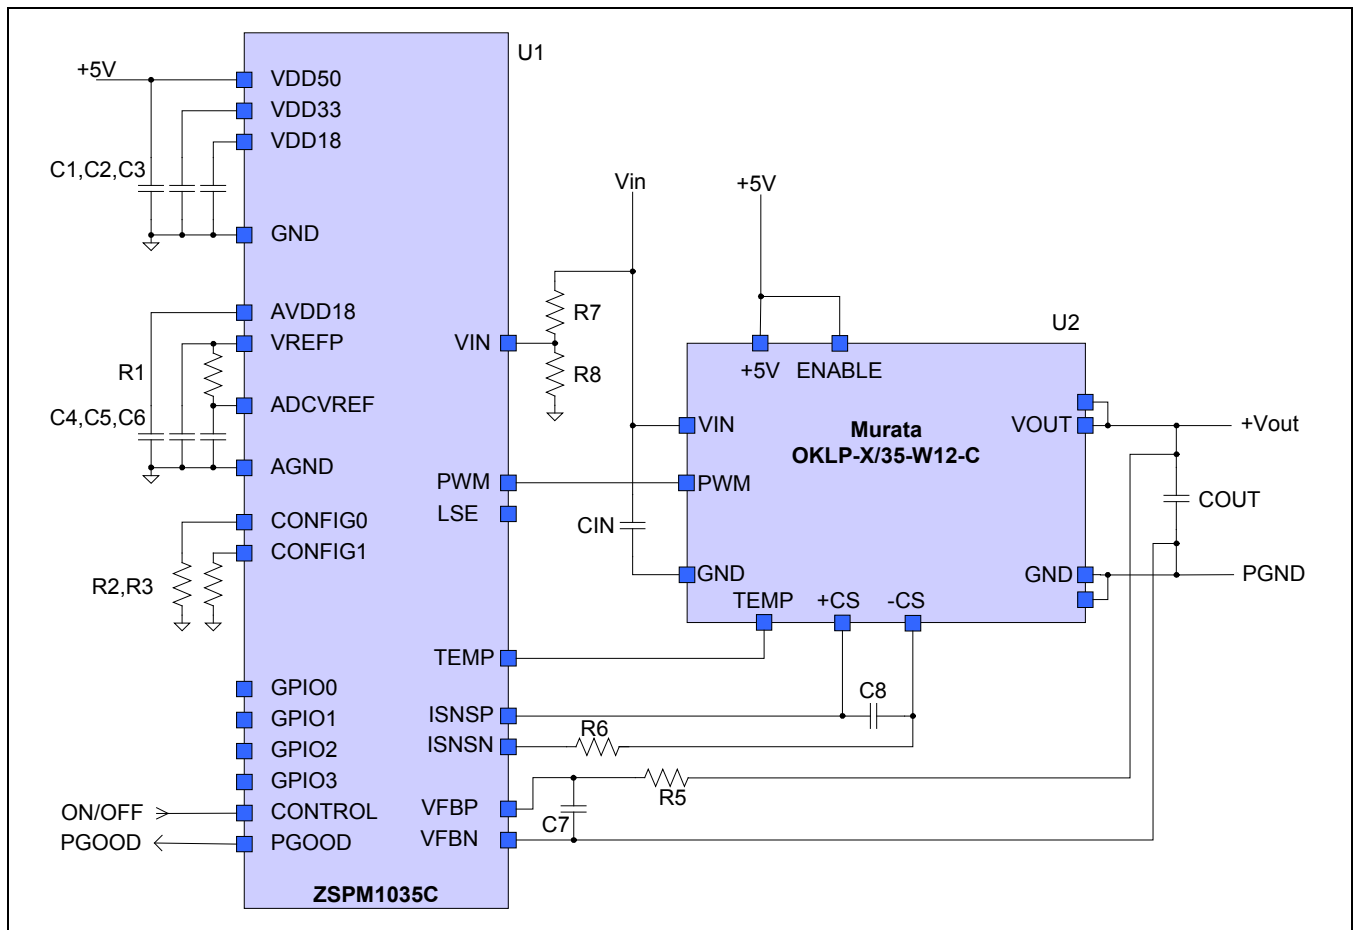 U1
+5V
VDD50
VDD33
VDD18
C1,C2,C3
GND
AVDD18
VREFP
R1
ADCVREF
C4,C5,C6
AGND
CONFIG0
CONFIG1
R2,R3
GPIO0
GPIO1
GPIO2
GPIO3
ON/OFF
CONTROL
PGOOD
PGOOD
VIN
PWM
LSE
TEMP
ISNSP
ISNSN
VFBP
VFBN
ZSPM1035C
Vin
+5V
R7
R8
CIN
U2
+5V
ENABLE
VIN
PWM
GND
Murata
OKLP-X/35-W12-C
VOUT
GND
TEMP
+CS
-CS
+Vout
COUT
PGND
C8
R6
R5
C7